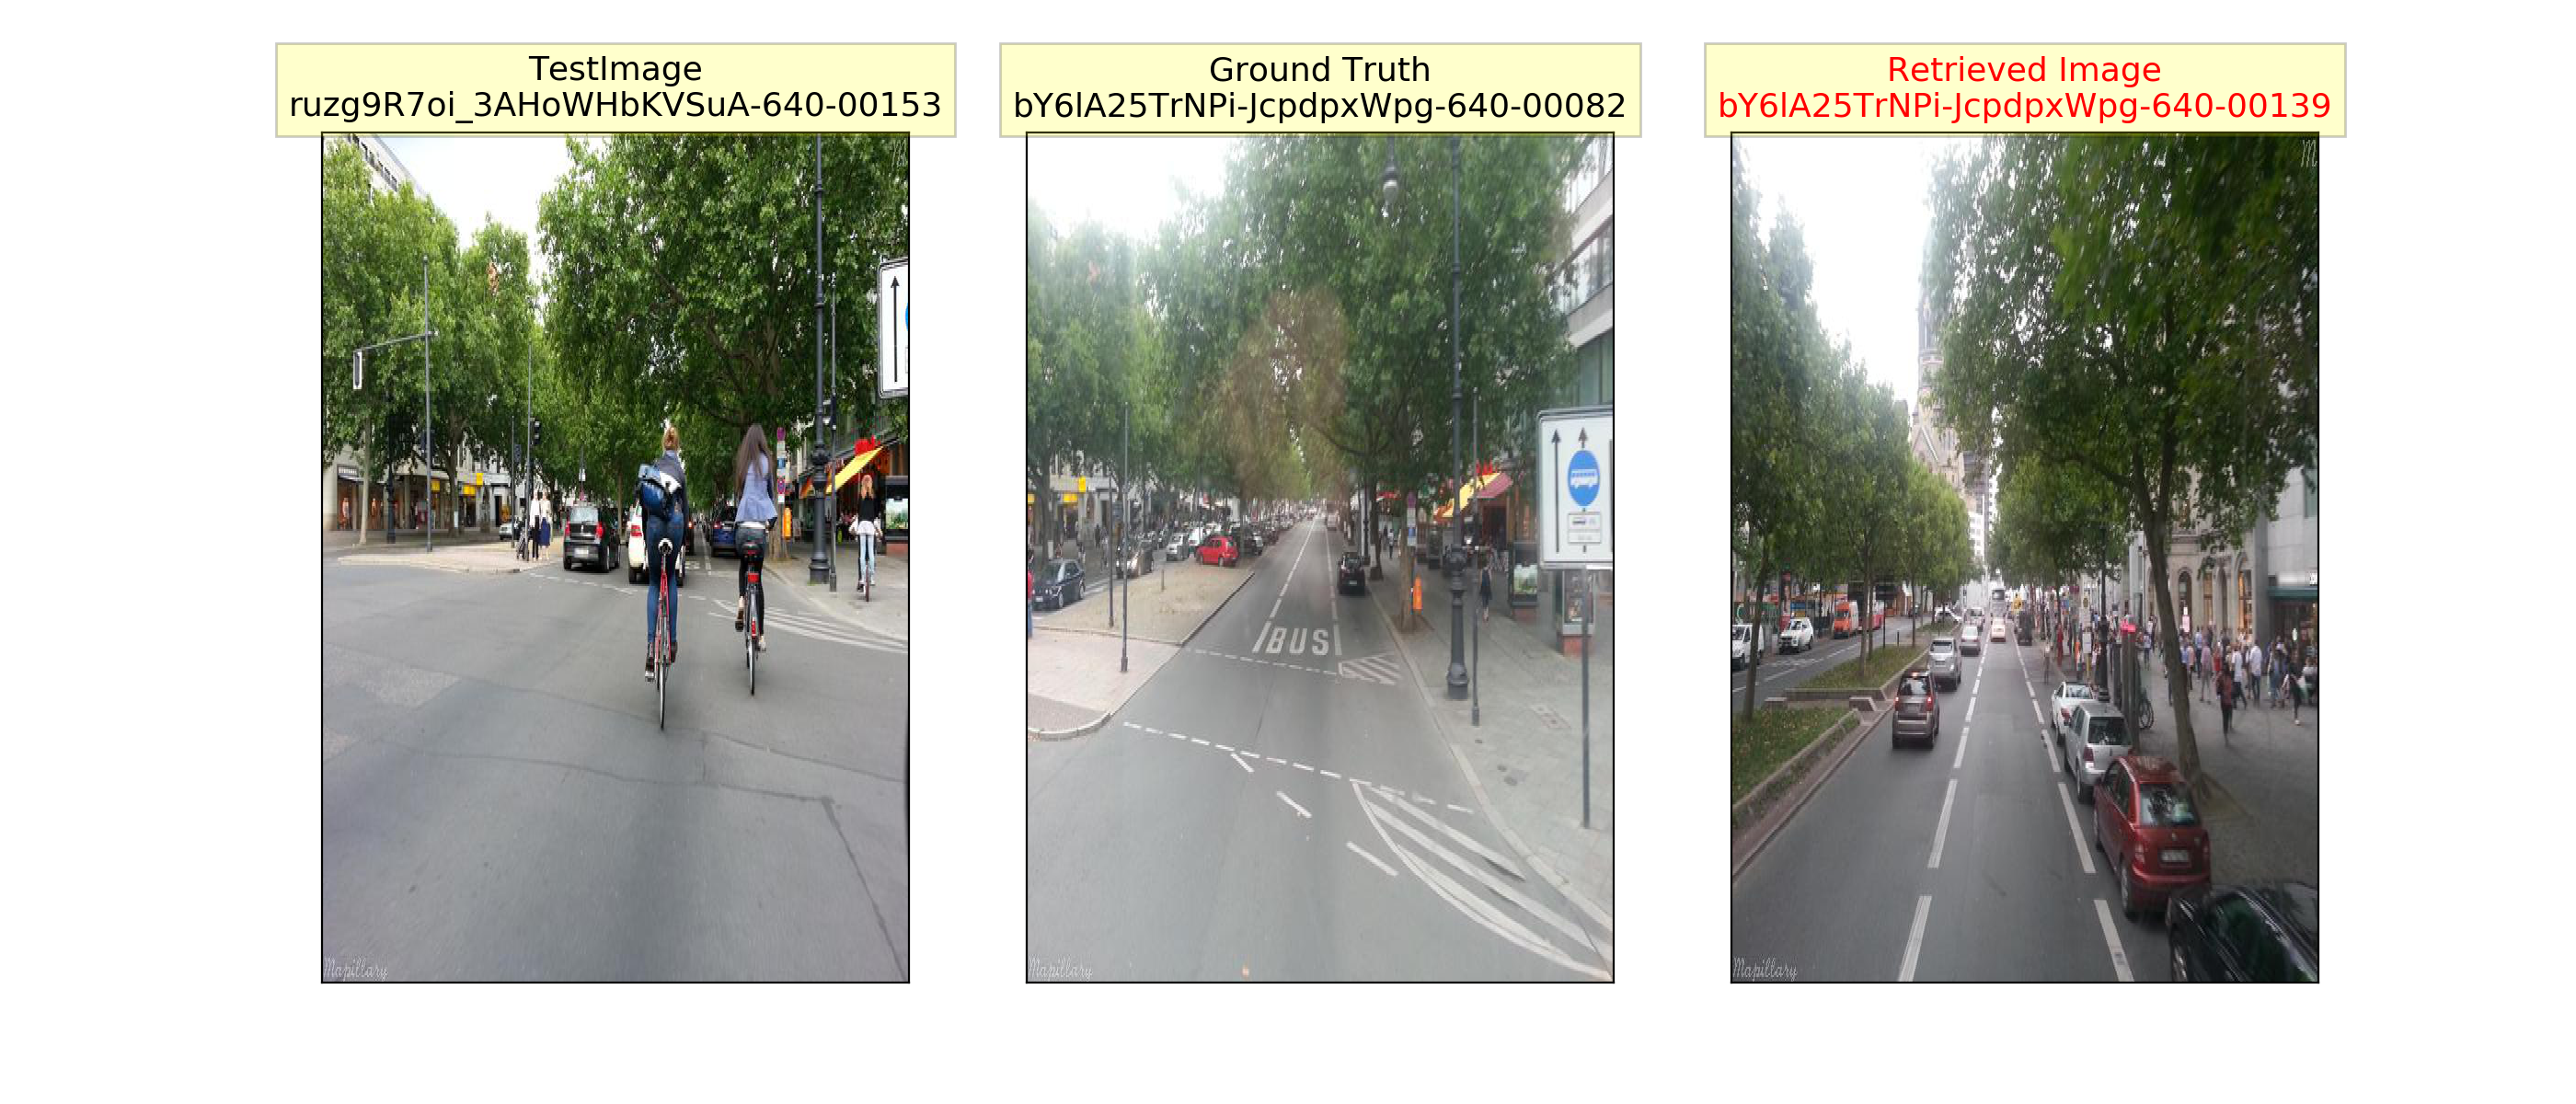 TestImage
ruzg9R7oi_3AHoWHbKVSuA-640-00153
Ground Truth
bY6lA25TrNPi-JcpdpxWpg-640-00082
Retrieved Image
bY6lA25TrNPi-JcpdpxWpg-640-00139
BUS
Mapillary
Mapillary
Mapillary